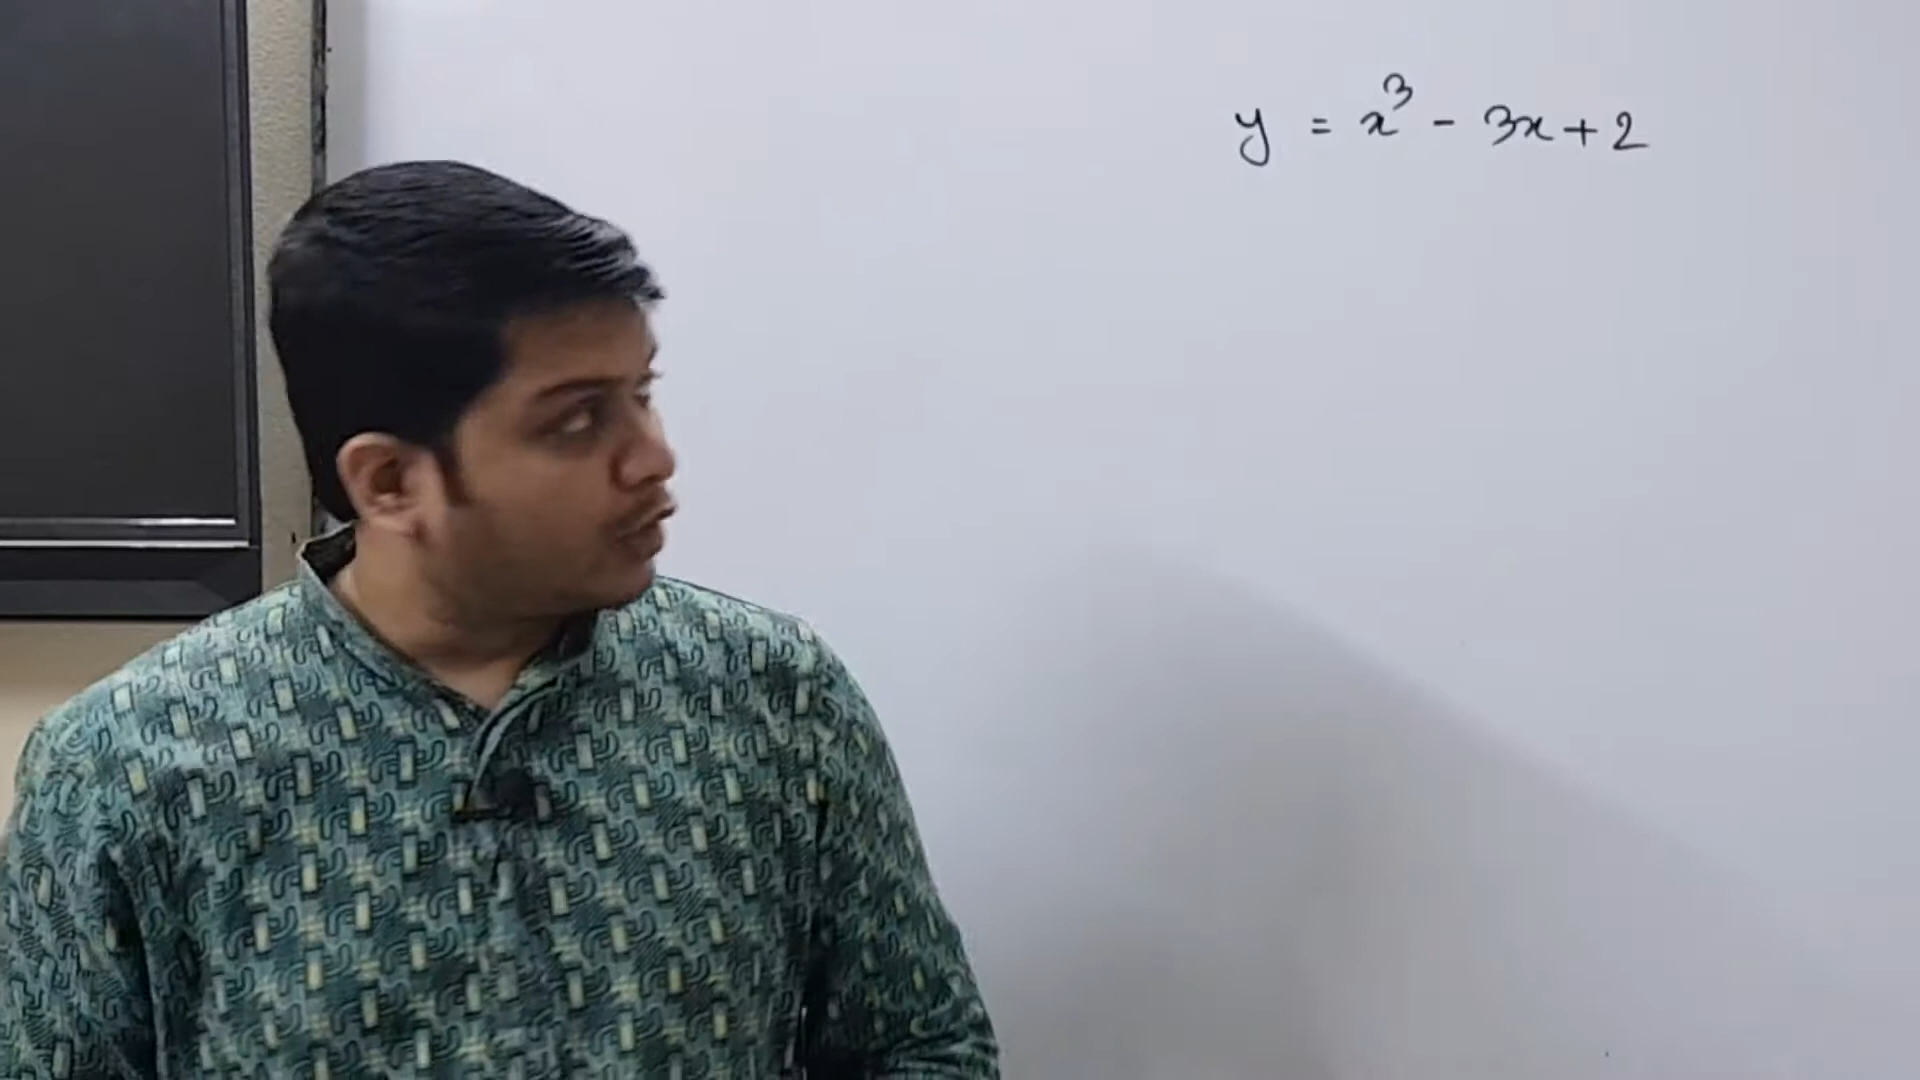 y = x³ - 3x + 2